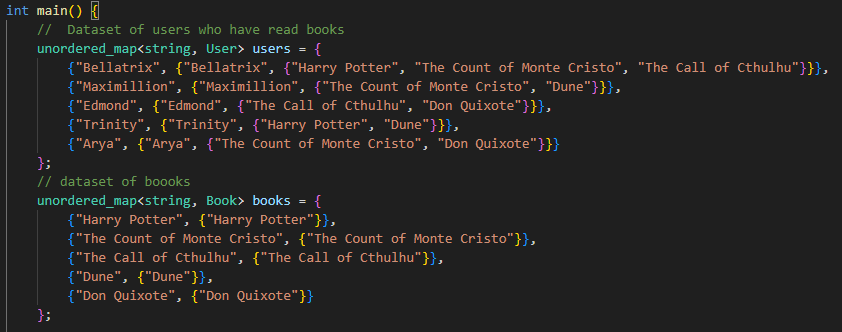 int main() {
    //  Dataset of users who have read books
    unordered_map<string, User> users = {
        {"Bellatrix", {"Bellatrix", {"Harry Potter", "The Count of Monte Cristo", "The Call of Cthulhu"}}},
        {"Maximillion", {"Maximillion", {"The Count of Monte Cristo", "Dune"}}},
        {"Edmond", {"Edmond", {"The Call of Cthulhu", "Don Quixote"}}},
        {"Trinity", {"Trinity", {"Harry Potter", "Dune"}}},
        {"Arya", {"Arya", {"The Count of Monte Cristo", "Don Quixote"}}}
    };
    // dataset of boooks
    unordered_map<string, Book> books = {
        {"Harry Potter", {"Harry Potter"}},
        {"The Count of Monte Cristo", {"The Count of Monte Cristo"}},
        {"The Call of Cthulhu", {"The Call of Cthulhu"}},
        {"Dune", {"Dune"}},
        {"Don Quixote", {"Don Quixote"}}
    };